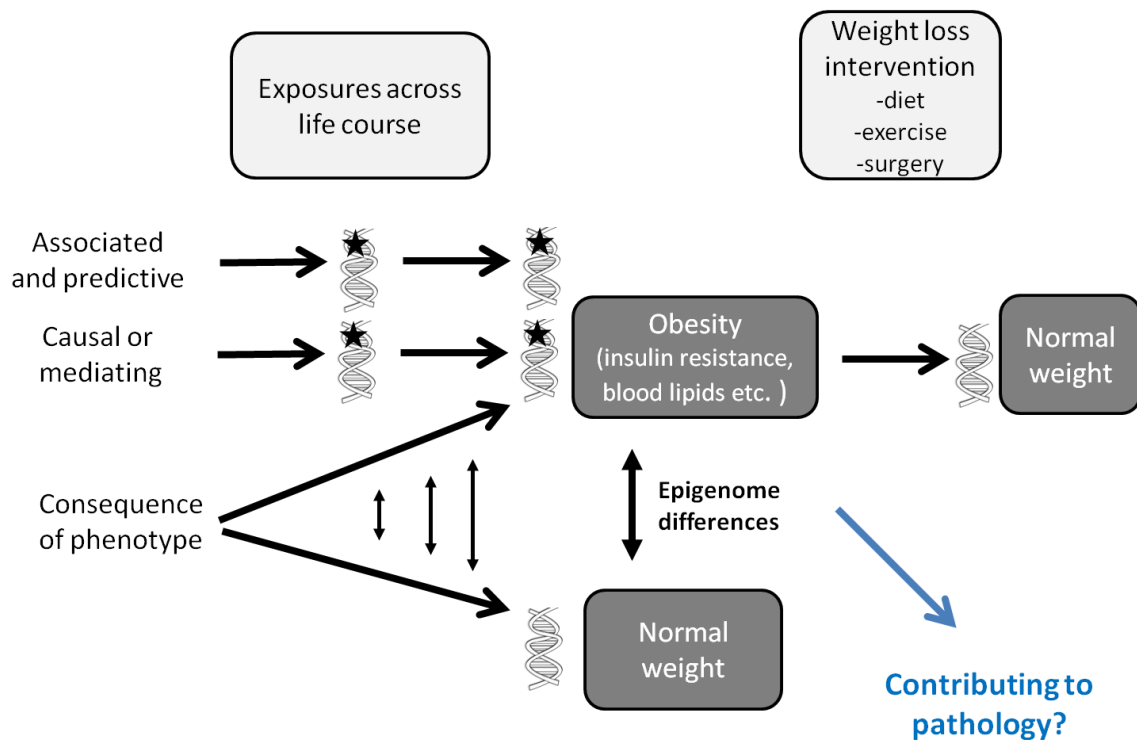 Exposures across
life course
Weight loss
intervention
-diet
-exercise
-surgery
Associated
and predictive
Causal or
mediating
Obesity
(insulin resistance,
blood lipids etc. )
Normal
weight
Consequence
of phenotype
Epigenome
differences
Normal
weight
Contributing to
pathology?